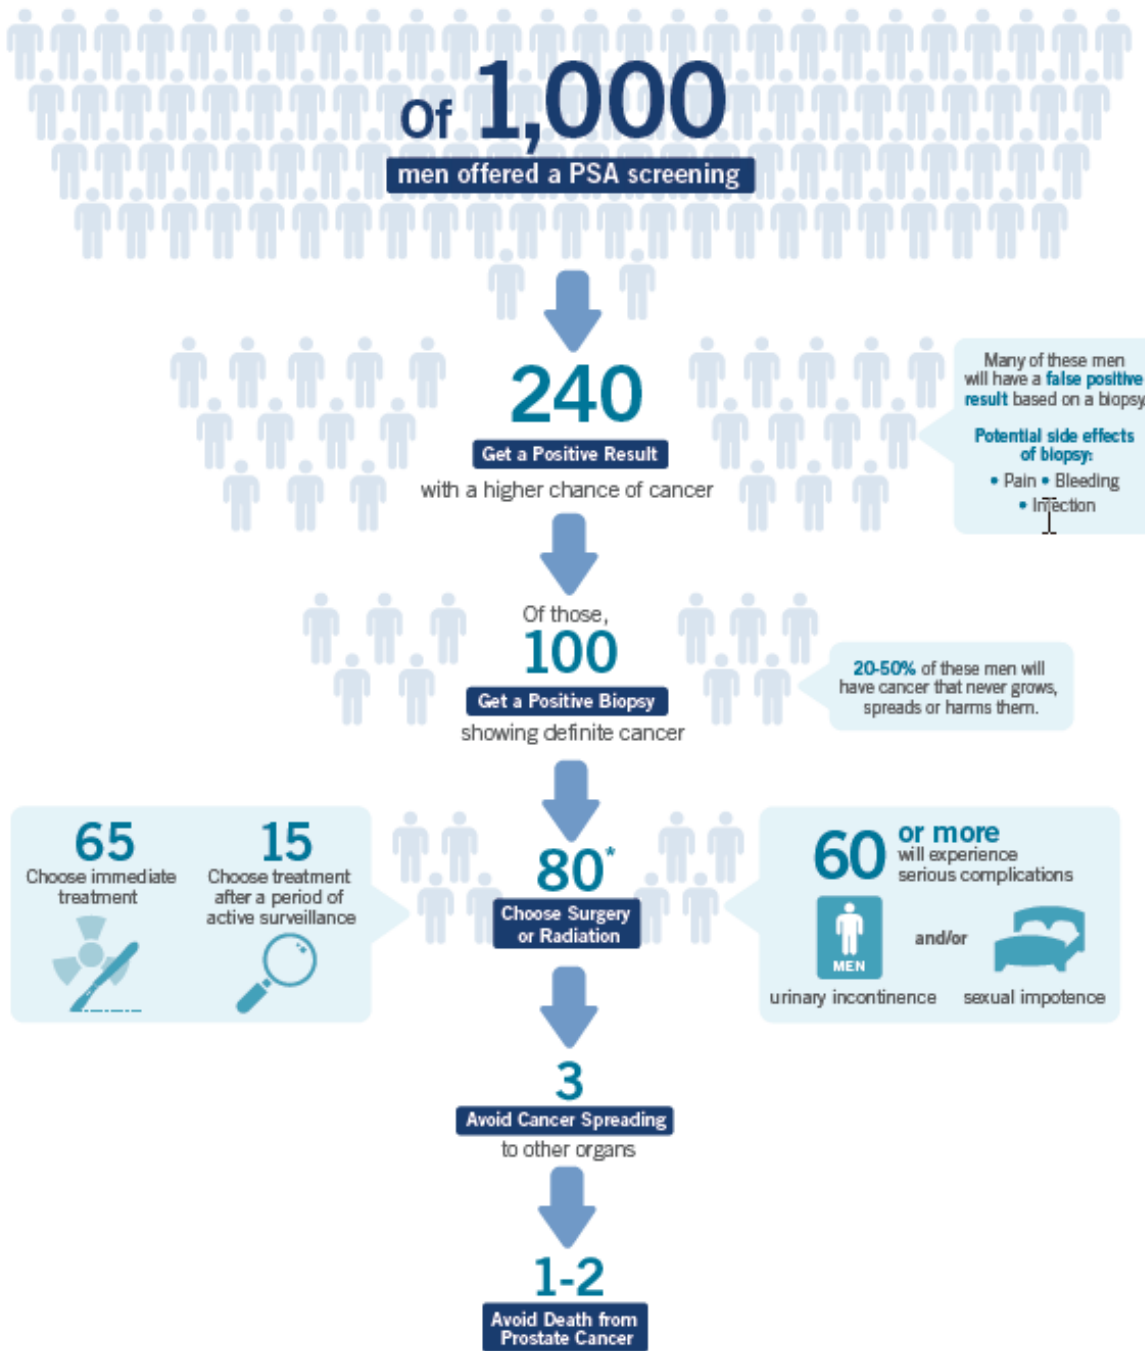 Of 1,000
men offered a PSA screening
240
Get a Positive Result
with a higher chance of cancer
Many of these men
will have a false positive
result based on a biopsy.
Potential side effects
of biopsy:
• Pain • Bleeding
• Infection
Of those,
100
Get a Positive Biopsy
showing definite cancer
20-50% of these men will
have cancer that never grows,
spreads or harms them.
65
Choose immediate
treatment
15
Choose treatment
after a period of
active surveillance
80*
Choose Surgery
or Radiation
60 or more
will experience
serious complications
MEN
and/or
urinary incontinence
sexual impotence
3
Avoid Cancer Spreading
to other organs
1-2
Avoid Death from
Prostate Cancer